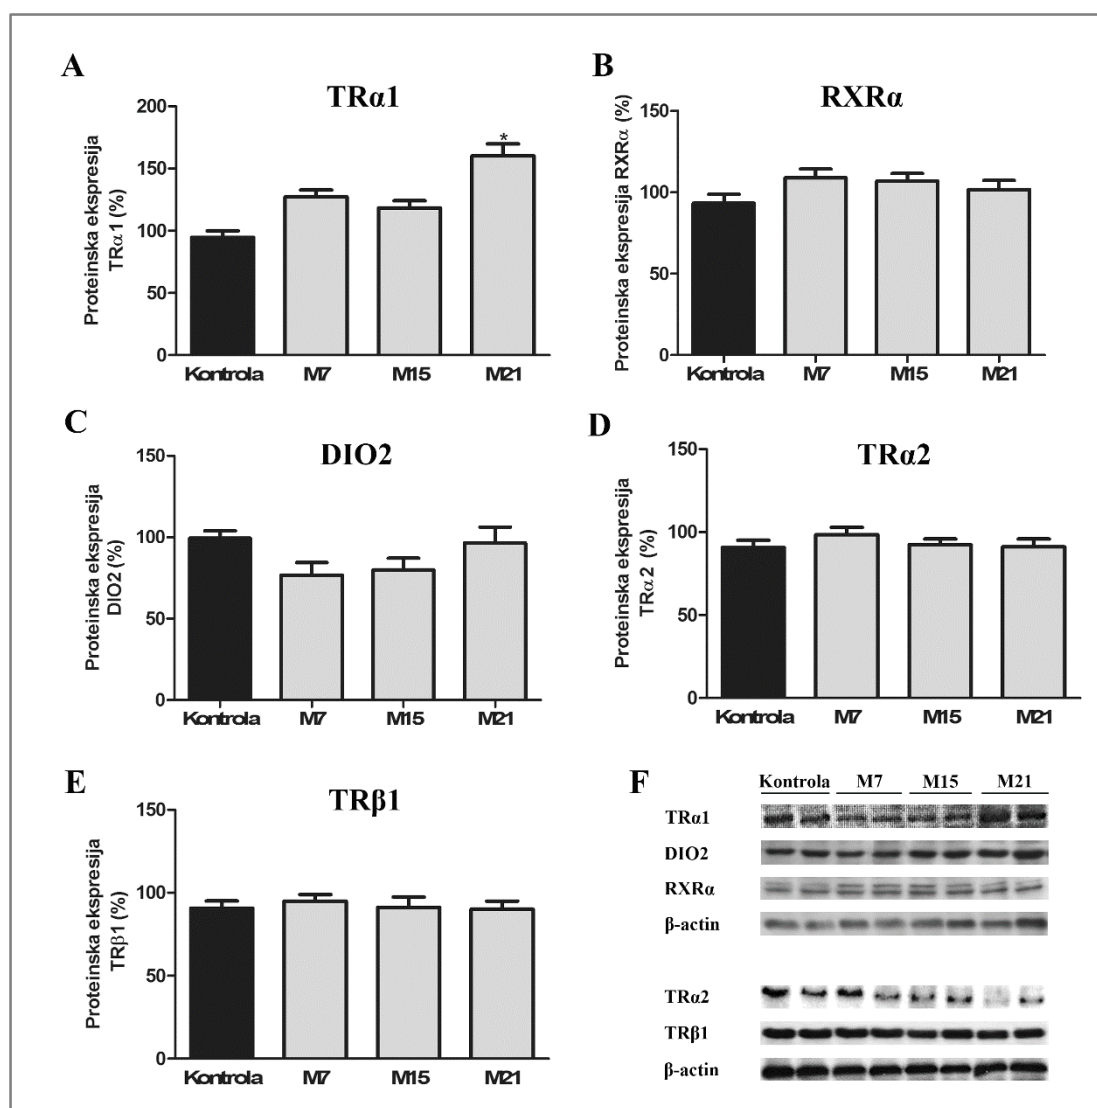 A
TRα1
Proteinska ekspresija
TRα1 (%)
200
150
100
50
0
*
Kontrola M7 M15 M21
B
RXRα
Proteinska ekspresija RXRα (%)
150
100
50
0
Kontrola M7 M15 M21
C
DIO2
Proteinska ekspresija
DIO2 (%)
150
100
50
0
Kontrola M7 M15 M21
D
TRα2
Proteinska ekspresija
TRα2 (%)
150
100
50
0
Kontrola M7 M15 M21
E
TRβ1
Proteinska ekspresija
TRβ1 (%)
150
100
50
0
Kontrola M7 M15 M21
F
Kontrola M7 M15 M21
TRα1
DIO2
RXRα
β-actin
TRα2
TRβ1
β-actin